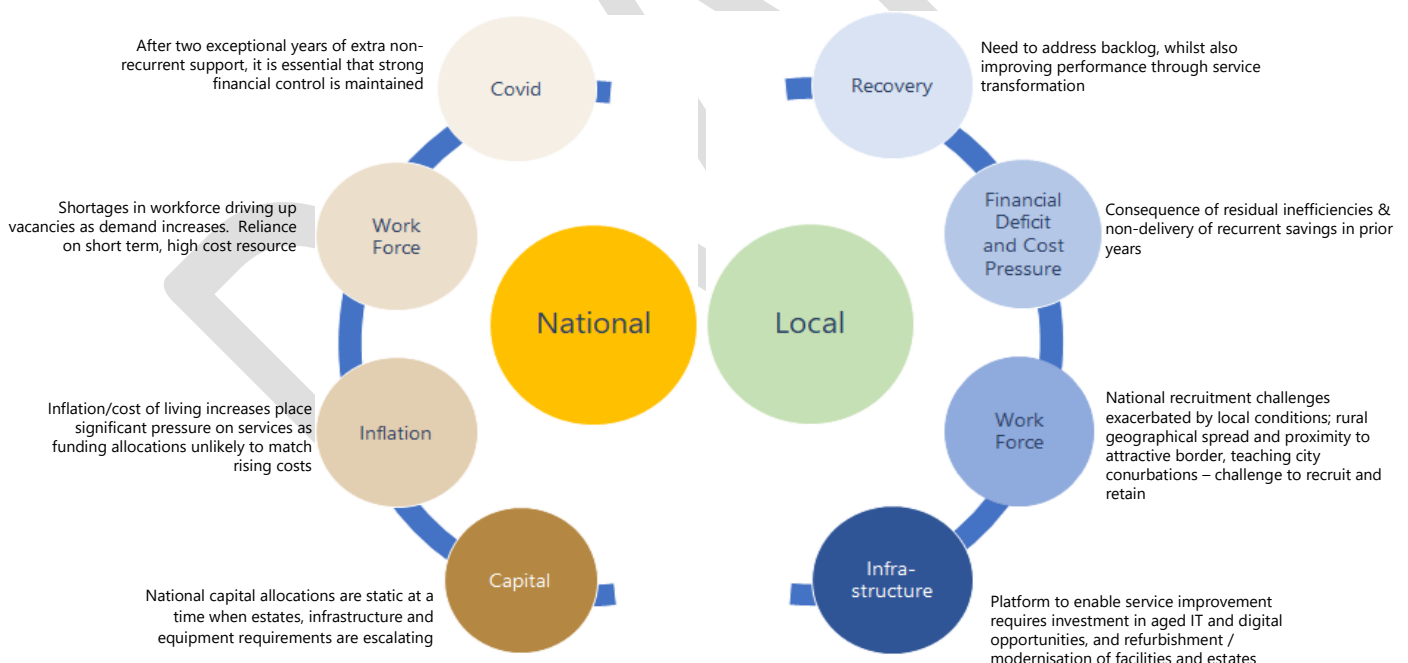 After two exceptional years of extra non-
recurrent support, it is essential that strong
financial control is maintained
Covid
Shortages in workforce driving up
vacancies as demand increases.  Reliance
on short term, high cost resource
Work
Force
Inflation/cost of living increases place
significant pressure on services as
funding allocations unlikely to match
rising costs
Inflation
National capital allocations are static at a
time when estates, infrastructure and
equipment requirements are escalating
Capital
National
Local
Recovery
Need to address backlog, whilst also
improving performance through service
transformation
Financial
Deficit
and Cost
Pressure
Consequence of residual inefficiencies &
non-delivery of recurrent savings in prior
years
Work
Force
National recruitment challenges
exacerbated by local conditions; rural
geographical spread and proximity to
attractive border, teaching city
conurbations – challenge to recruit and
retain
Infra-
structure
Platform to enable service improvement
requires investment in aged IT and digital
opportunities, and refurbishment /
modernisation of facilities and estates